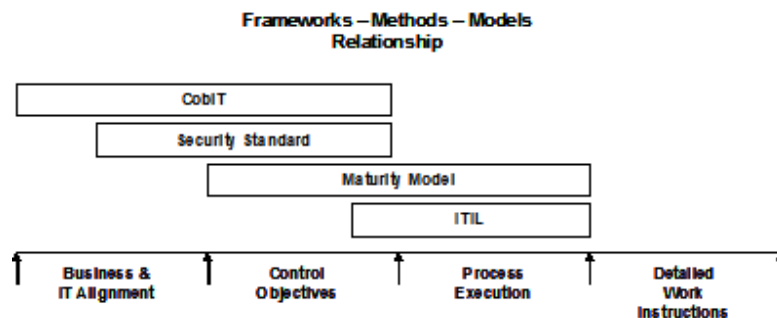 Frameworks – Methods – Models
Relationship
CobIT
Security Standard
Maturity Model
ITIL
Business &
IT Alignment
Control
Objectives
Process
Execution
Detailed
Work
Instructions